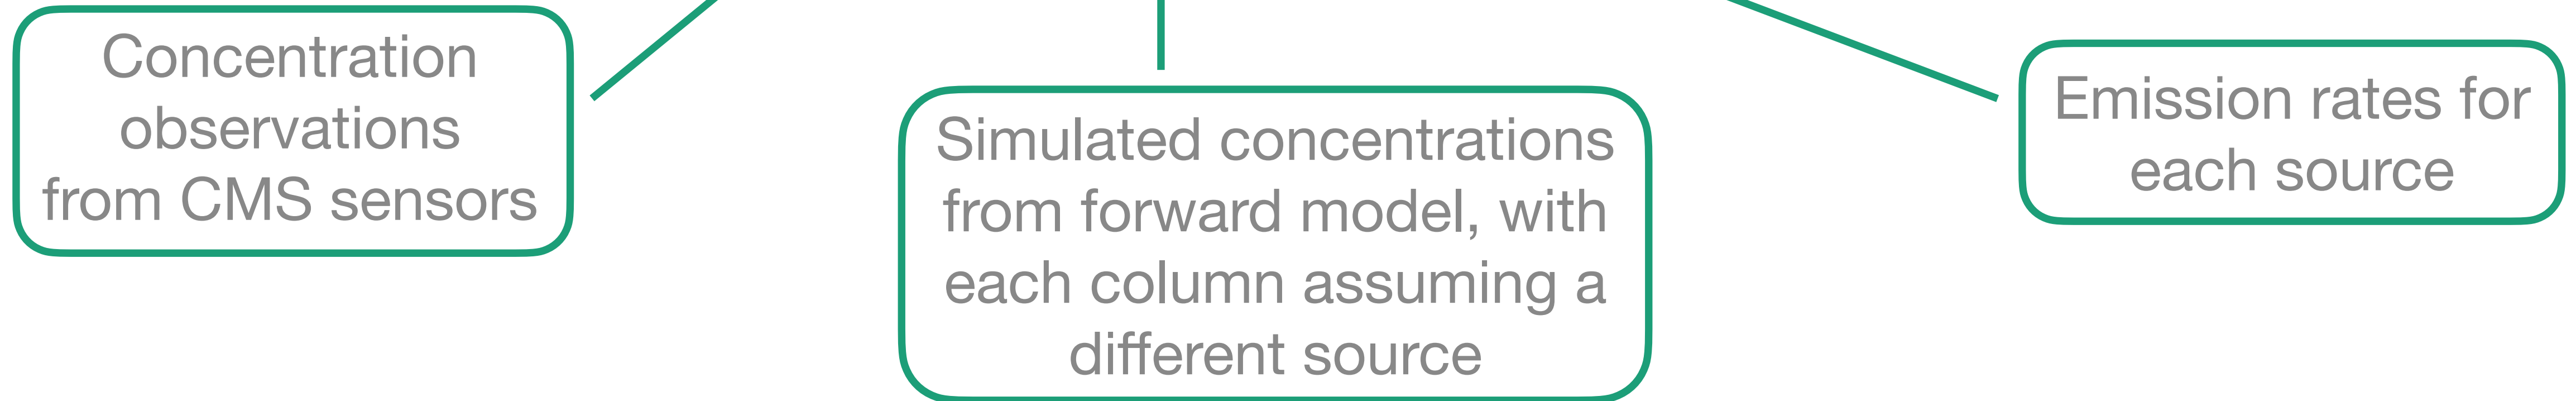 Concentration
observations
from CMS sensors
Simulated concentrations
from forward model, with
each column assuming a
different source
Emission rates for
each source